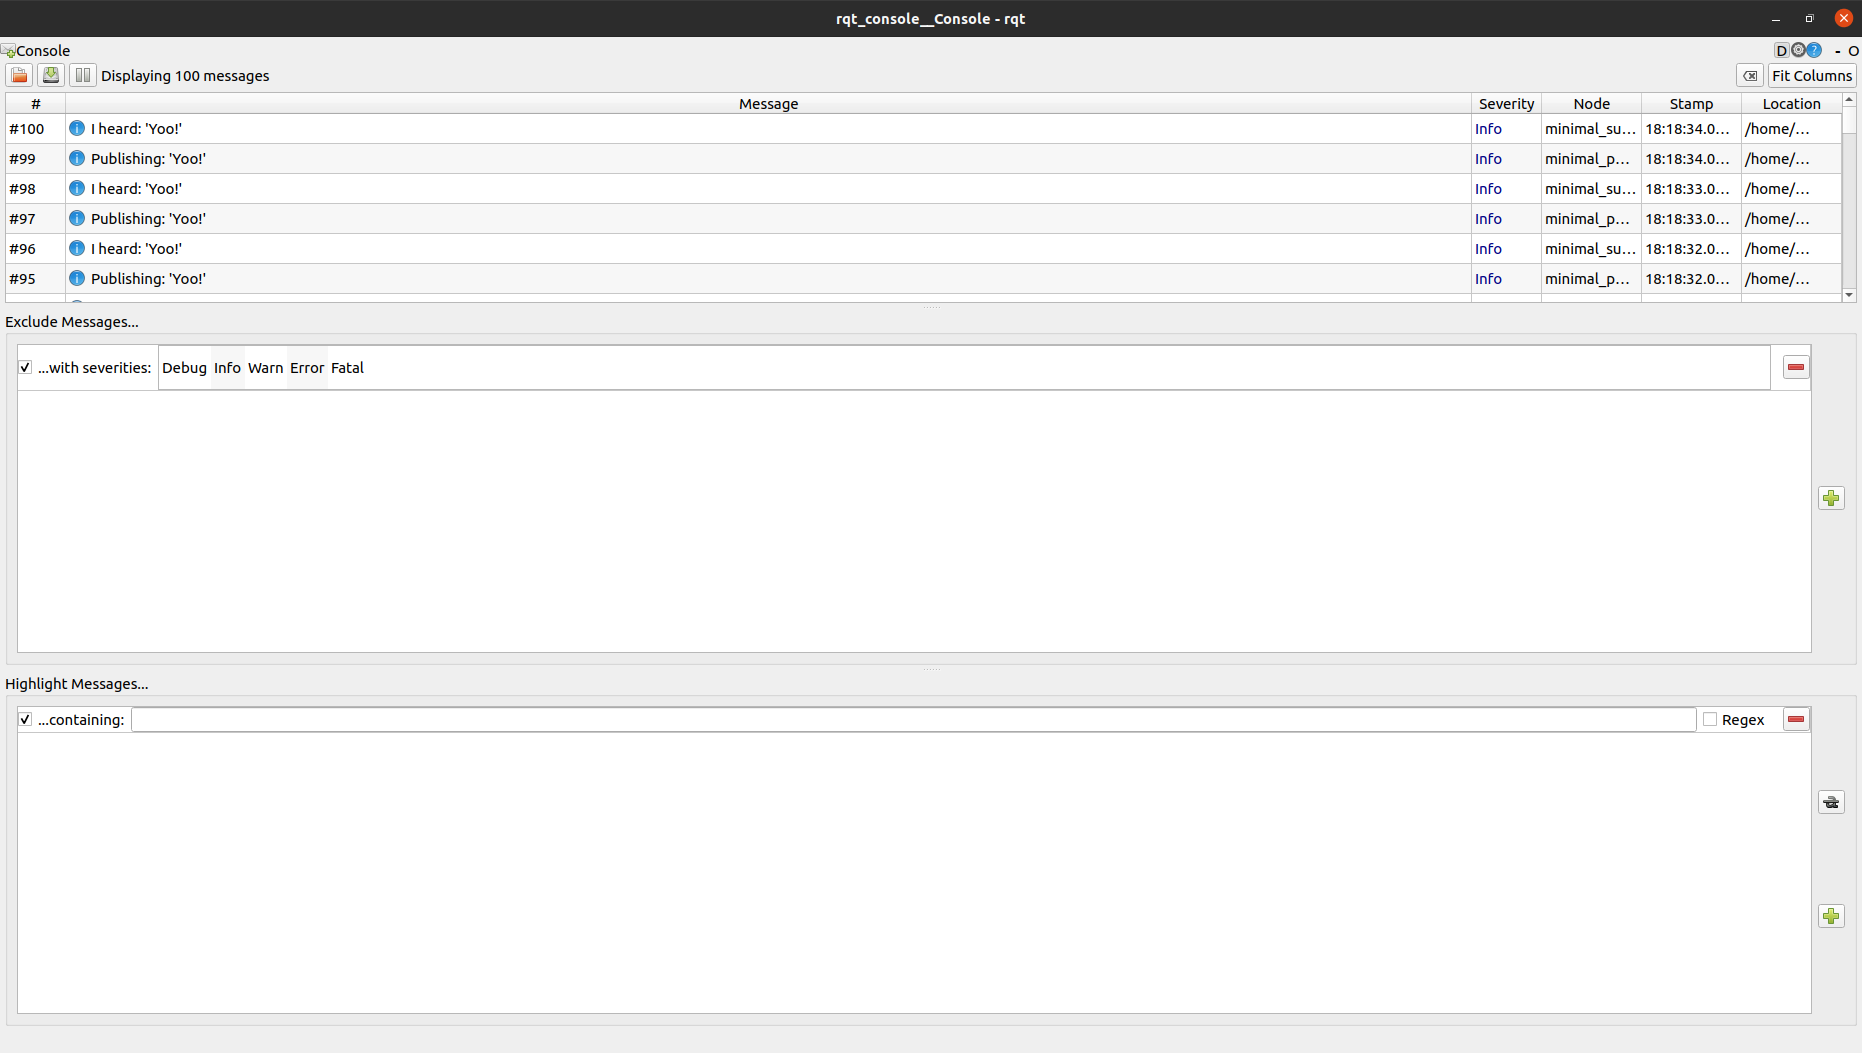 rqt_console__Console - rqt
Console D ? - O
Displaying 100 messages Fit Columns
# Message Severity Node Stamp Location
#100 I heard: 'Yoo!' Info minimal_su... 18:18:34.0... /home/...
#99 Publishing: 'Yoo!' Info minimal_p... 18:18:34.0... /home/...
#98 I heard: 'Yoo!' Info minimal_su... 18:18:33.0... /home/...
#97 Publishing: 'Yoo!' Info minimal_p... 18:18:33.0... /home/...
#96 I heard: 'Yoo!' Info minimal_su... 18:18:32.0... /home/...
#95 Publishing: 'Yoo!' Info minimal_p... 18:18:32.0... /home/...
Exclude Messages...
...with severities: Debug Info Warn Error Fatal
Highlight Messages...
...containing: Regex